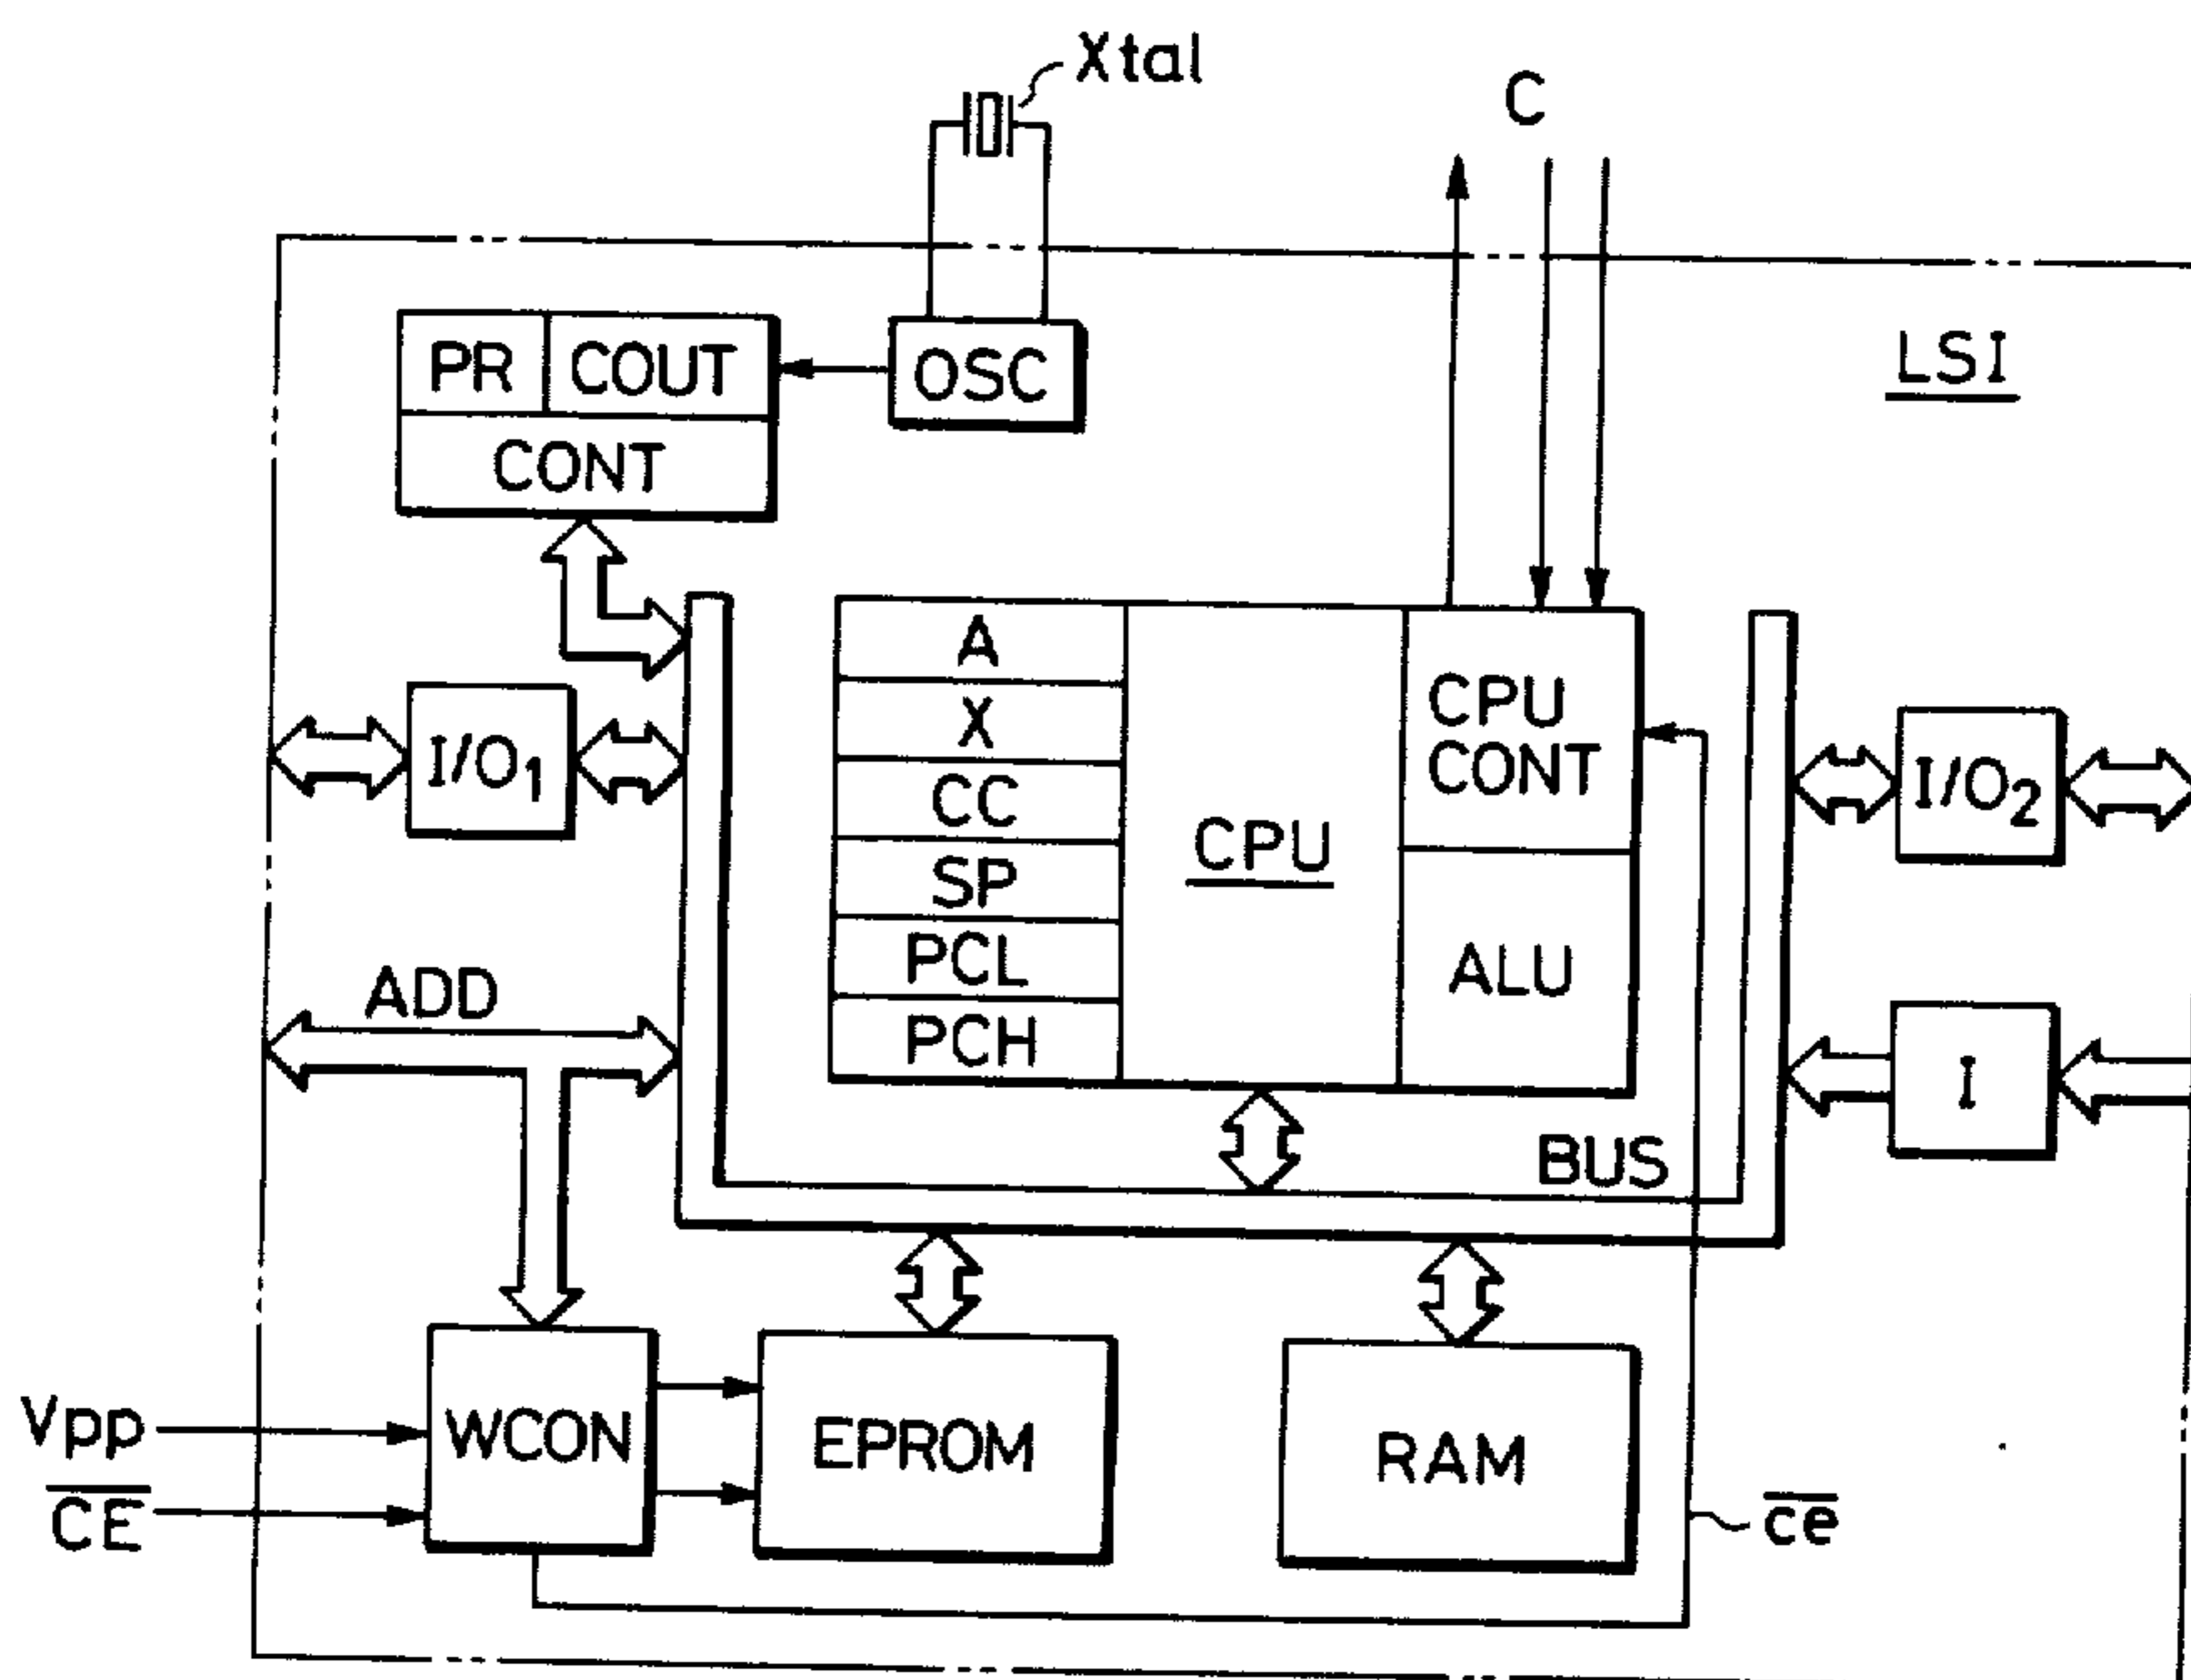 Xtal
C
LSI
PR
COUT
OSC
CONT
A
X
CC
SP
PCL
PCH
CPU
CPU
CONT
ALU
I/O1
I/O2
ADD
I
BUS
WCON
EPROM
RAM
Vpp
CE
ce